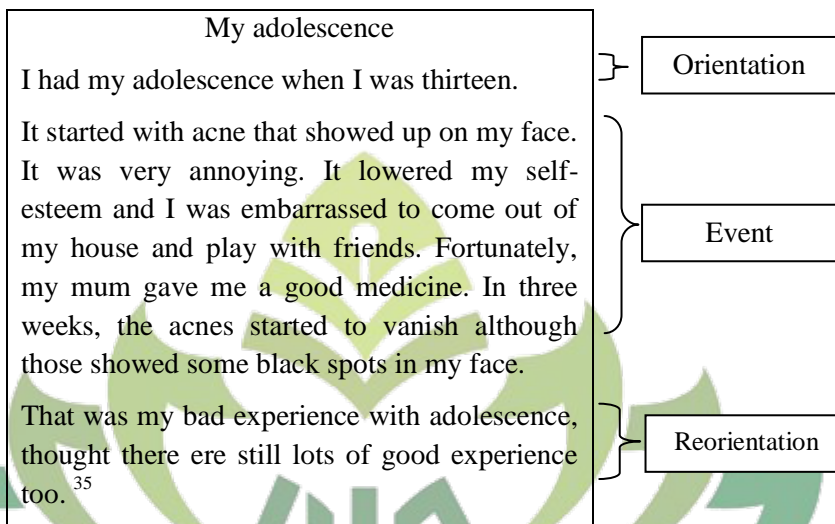 My adolescence
I had my adolescence when I was thirteen.
Orientation
It started with acne that showed up on my face.
It was very annoying. It lowered my self-
esteem and I was embarrassed to come out of
my house and play with friends. Fortunately,
my mum gave me a good medicine. In three
weeks, the acnes started to vanish although
those showed some black spots in my face.
Event
That was my bad experience with adolescence,
thought there ere still lots of good experience
too. 35
Reorientation